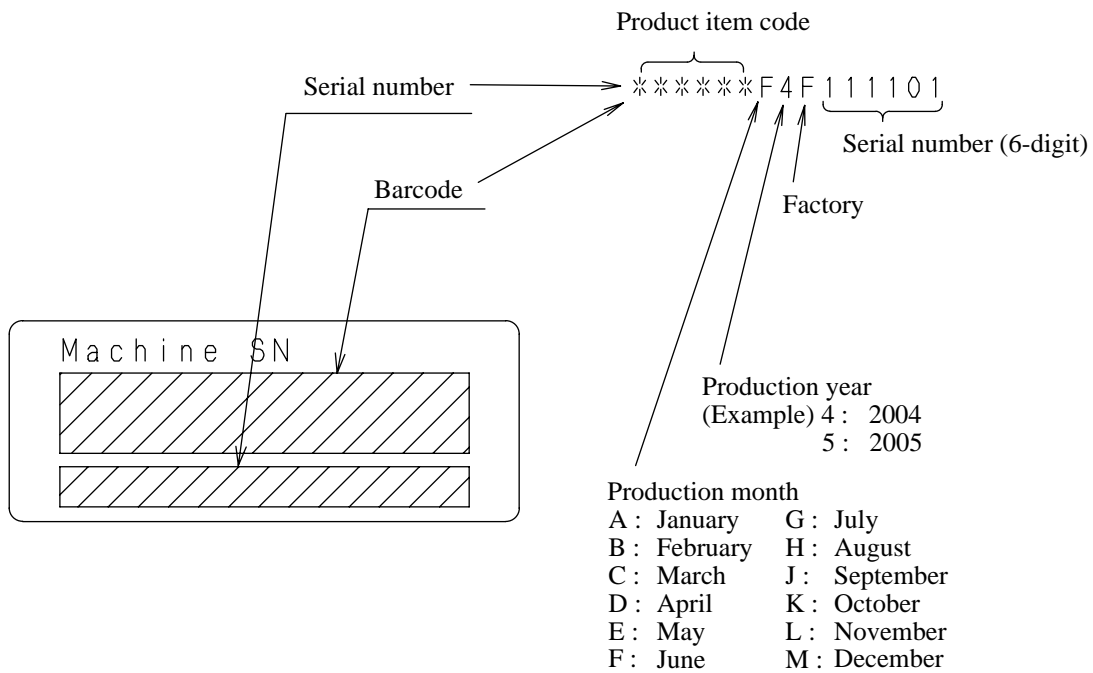 Product item code
Serial number
******F4F111101
Serial number (6-digit)
Barcode
Factory
Machine SN
Production year
(Example) 4 : 2004
5 : 2005
Production month
A : January G : July
B : February H : August
C : March J : September
D : April K : October
E : May L : November
F : June M : December